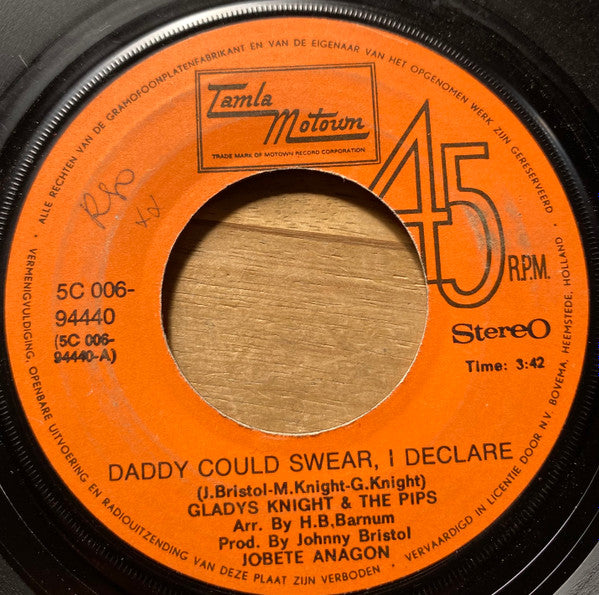 ALLE RECHTEN VAN DE GRAMOFOONPLATENFABRIKANT EN VAN DE EIGENAAR VAN HET OPGENOMEN WERK ZIJN GERESERVEERD
VERMENIGVULDIGING, OPENBARE UITVOERING EN RADIOUITZENDING VAN DEZE PLAAT ZIJN VERBODEN · VERVAARDIGD IN LICENTIE DOOR N.V. BOVEMA, HEEMSTEDE, HOLLAND
Tamla
Motown
TRADE MARK OF MOTOWN RECORD CORPORATION
45
R.P.M.
5C 006-
94440
(5C 006-
94440-A)
Stereo
Time: 3:42
DADDY COULD SWEAR, I DECLARE
(J.Bristol-M.Knight-G.Knight)
GLADYS KNIGHT & THE PIPS
Arr. By H.B.Barnum
Prod. By Johnny Bristol
JOBETE ANAGON